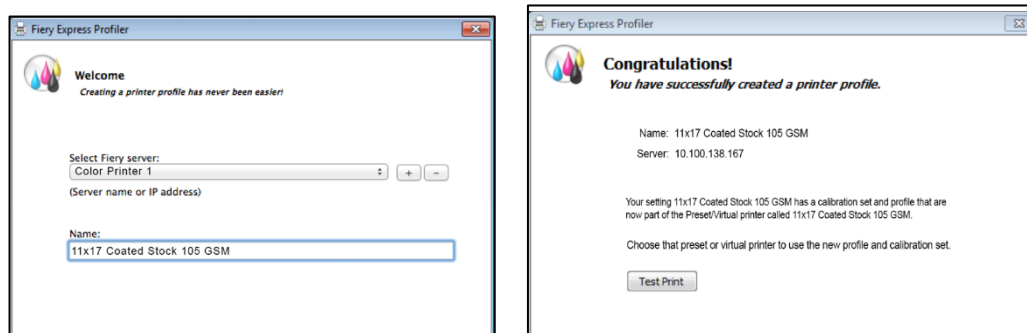 Fiery Express Profiler
Welcome
Creating a printer profile has never been easier!
Select Fiery server:
Color Printer 1
+ -
(Server name or IP address)
Name:
11x17 Coated Stock 105 GSM
Fiery Express Profiler
Congratulations!
You have successfully created a printer profile.
Name: 11x17 Coated Stock 105 GSM
Server: 10.100.138.167
Your setting 11x17 Coated Stock 105 GSM has a calibration set and profile that are
now part of the Preset/Virtual printer called 11x17 Coated Stock 105 GSM.
Choose that preset or virtual printer to use the new profile and calibration set.
Test Print